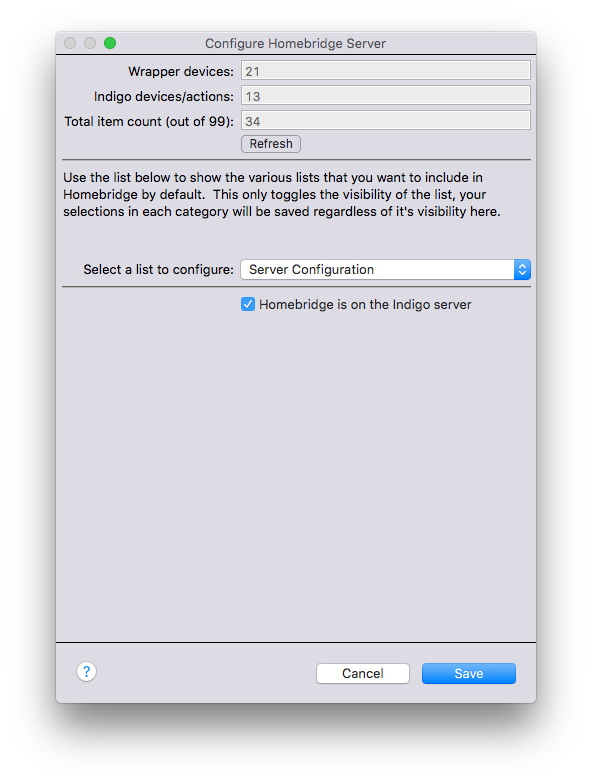 Configure Homebridge Server
Wrapper devices: 21
Indigo devices/actions: 13
Total item count (out of 99): 34
Refresh
Use the list below to show the various lists that you want to include in
Homebridge by default.  This only toggles the visibility of the list, your
selections in each category will be saved regardless of it's visibility here.
Select a list to configure: Server Configuration
Homebridge is on the Indigo server
? Cancel Save